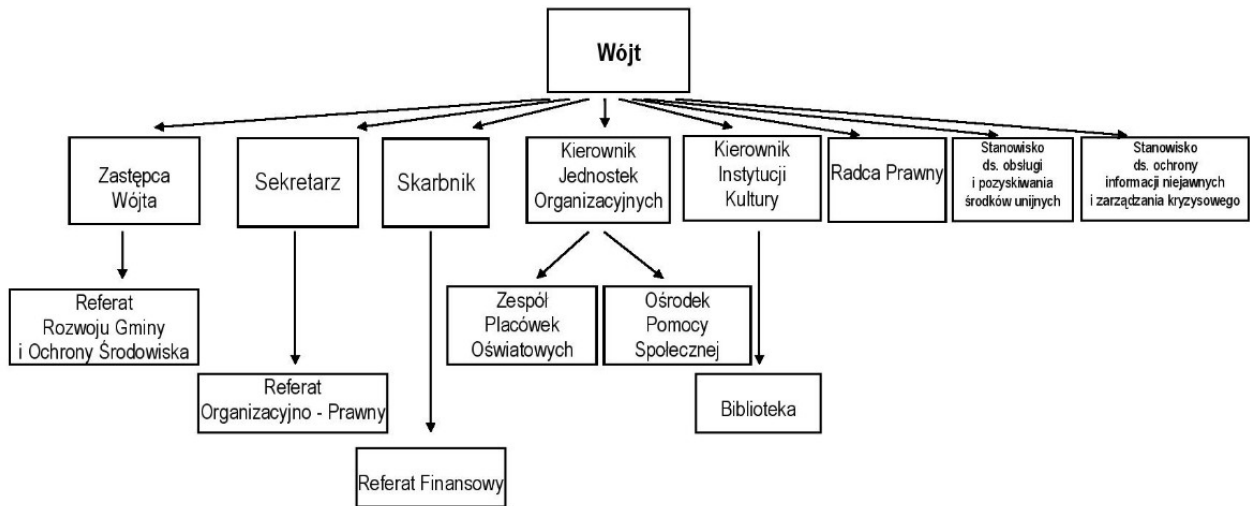 Wójt
Zastępca
Wójta
Sekretarz
Skarbnik
Kierownik
Jednostek
Organizacyjnych
Kierownik
Instytucji
Kultury
Radca Prawny
Stanowisko
ds. obsługi
i pozyskiwania
środków unijnych
Stanowisko
ds. ochrony
informacji niejawnych
i zarządzania kryzysowego
Referat
Rozwoju Gminy
i Ochrony Środowiska
Zespół
Placówek
Oświatowych
Ośrodek
Pomocy
Społecznej
Referat
Organizacyjno - Prawny
Biblioteka
Referat Finansowy